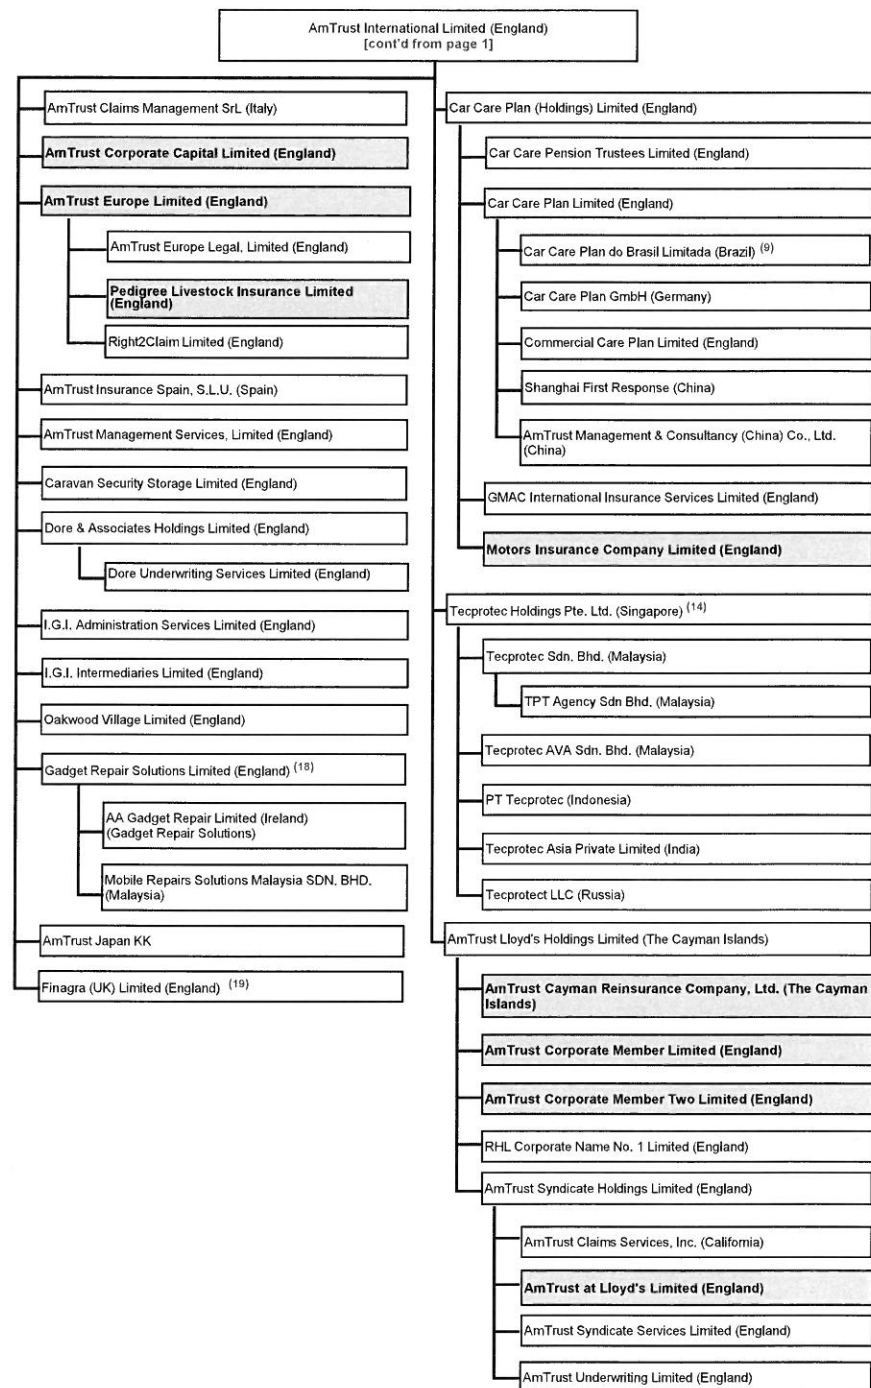 AmTrust International Limited (England)
[cont'd from page 1]
AmTrust Claims Management SrL (Italy)
AmTrust Corporate Capital Limited (England)
AmTrust Europe Limited (England)
AmTrust Europe Legal, Limited (England)
Pedigree Livestock Insurance Limited
(England)
Right2Claim Limited (England)
AmTrust Insurance Spain, S.L.U. (Spain)
AmTrust Management Services, Limited (England)
Caravan Security Storage Limited (England)
Dore & Associates Holdings Limited (England)
Dore Underwriting Services Limited (England)
I.G.I. Administration Services Limited (England)
I.G.I. Intermediaries Limited (England)
Oakwood Village Limited (England)
Gadget Repair Solutions Limited (England) (18)
AA Gadget Repair Limited (Ireland)
(Gadget Repair Solutions)
Mobile Repairs Solutions Malaysia SDN. BHD.
(Malaysia)
AmTrust Japan KK
Finagra (UK) Limited (England) (19)
Car Care Plan (Holdings) Limited (England)
Car Care Pension Trustees Limited (England)
Car Care Plan Limited (England)
Car Care Plan do Brasil Limitada (Brazil) (9)
Car Care Plan GmbH (Germany)
Commercial Care Plan Limited (England)
Shanghai First Response (China)
AmTrust Management & Consultancy (China) Co., Ltd.
(China)
GMAC International Insurance Services Limited (England)
Motors Insurance Company Limited (England)
Tecprotec Holdings Pte. Ltd. (Singapore) (14)
Tecprotec Sdn. Bhd. (Malaysia)
TPT Agency Sdn Bhd. (Malaysia)
Tecprotec AVA Sdn. Bhd. (Malaysia)
PT Tecprotec (Indonesia)
Tecprotec Asia Private Limited (India)
Tecprotect LLC (Russia)
AmTrust Lloyd's Holdings Limited (The Cayman Islands)
AmTrust Cayman Reinsurance Company, Ltd. (The Cayman
Islands)
AmTrust Corporate Member Limited (England)
AmTrust Corporate Member Two Limited (England)
RHL Corporate Name No. 1 Limited (England)
AmTrust Syndicate Holdings Limited (England)
AmTrust Claims Services, Inc. (California)
AmTrust at Lloyd's Limited (England)
AmTrust Syndicate Services Limited (England)
AmTrust Underwriting Limited (England)